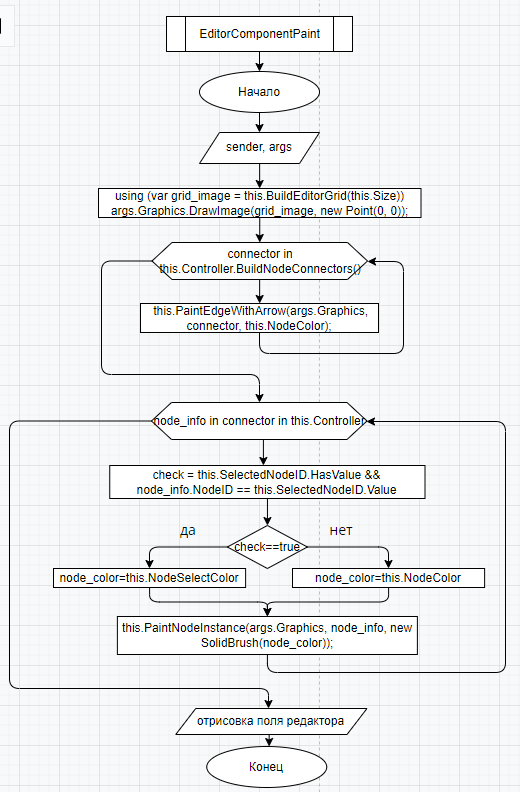 EditorComponentPaint
Начало
sender, args
using (var grid_image = this.BuildEditorGrid(this.Size))
args.Graphics.DrawImage(grid_image, new Point(0, 0));
connector in
this.Controller.BuildNodeConnectors()
this.PaintEdgeWithArrow(args.Graphics,
connector, this.NodeColor);
node_info in connector in this.Controller
check = this.SelectedNodeID.HasValue &&
node_info.NodeID == this.SelectedNodeID.Value
да
нет
check==true
node_color=this.NodeSelectColor
node_color=this.NodeColor
this.PaintNodeInstance(args.Graphics, node_info, new
SolidBrush(node_color));
отрисовка поля редактора
Конец